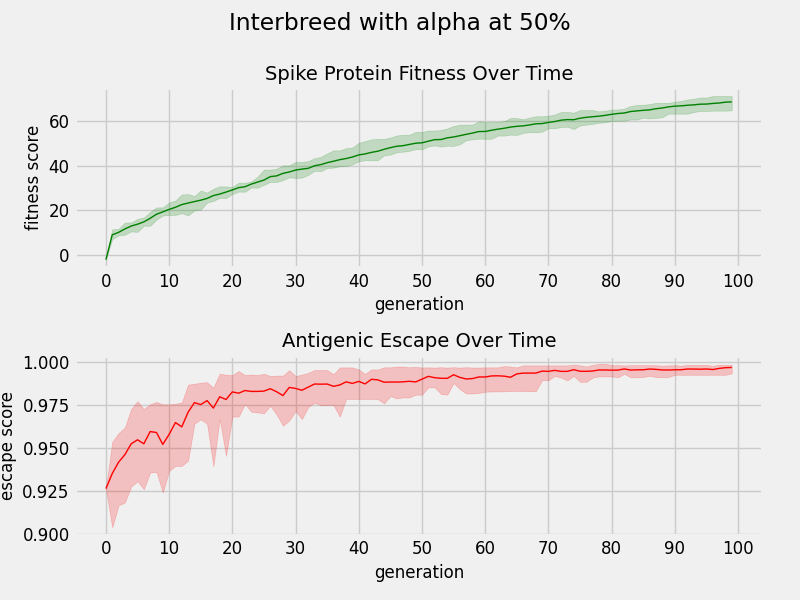 Interbreed with alpha at 50%
Spike Protein Fitness Over Time
fitness score
60
40
20
0
0 10 20 30 40 50 60 70 80 90 100
generation
Antigenic Escape Over Time
escape score
1.000
0.975
0.950
0.925
0.900
0 10 20 30 40 50 60 70 80 90 100
generation